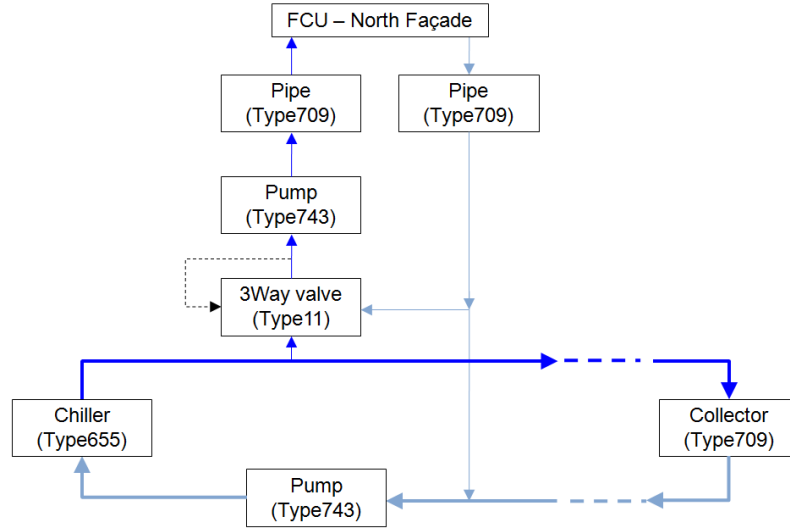 FCU – North Façade
Pipe
(Type709)
Pipe
(Type709)
Pump
(Type743)
3Way valve
(Type11)
Chiller
(Type655)
Collector
(Type709)
Pump
(Type743)